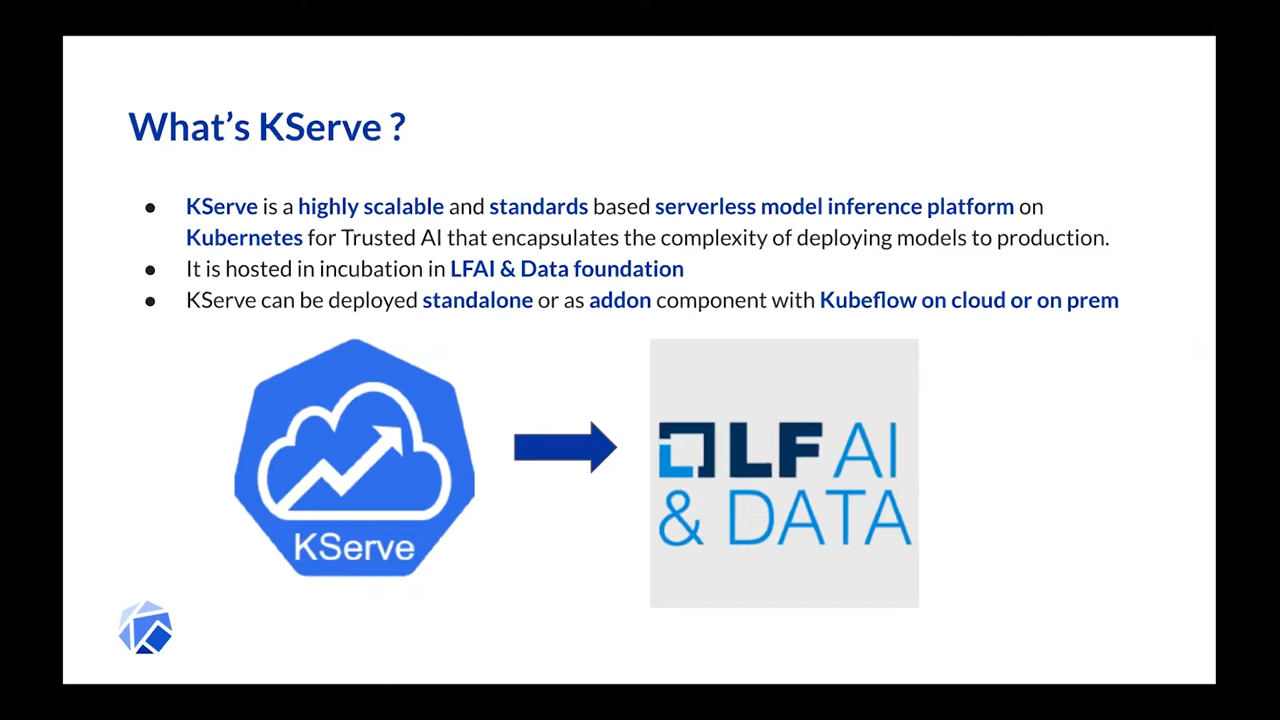 What's KServe ?
● KServe is a highly scalable and standards based serverless model inference platform on
Kubernetes for Trusted AI that encapsulates the complexity of deploying models to production.
● It is hosted in incubation in LFAI & Data foundation
● KServe can be deployed standalone or as addon component with Kubeflow on cloud or on prem
KServe
LF AI
& DATA